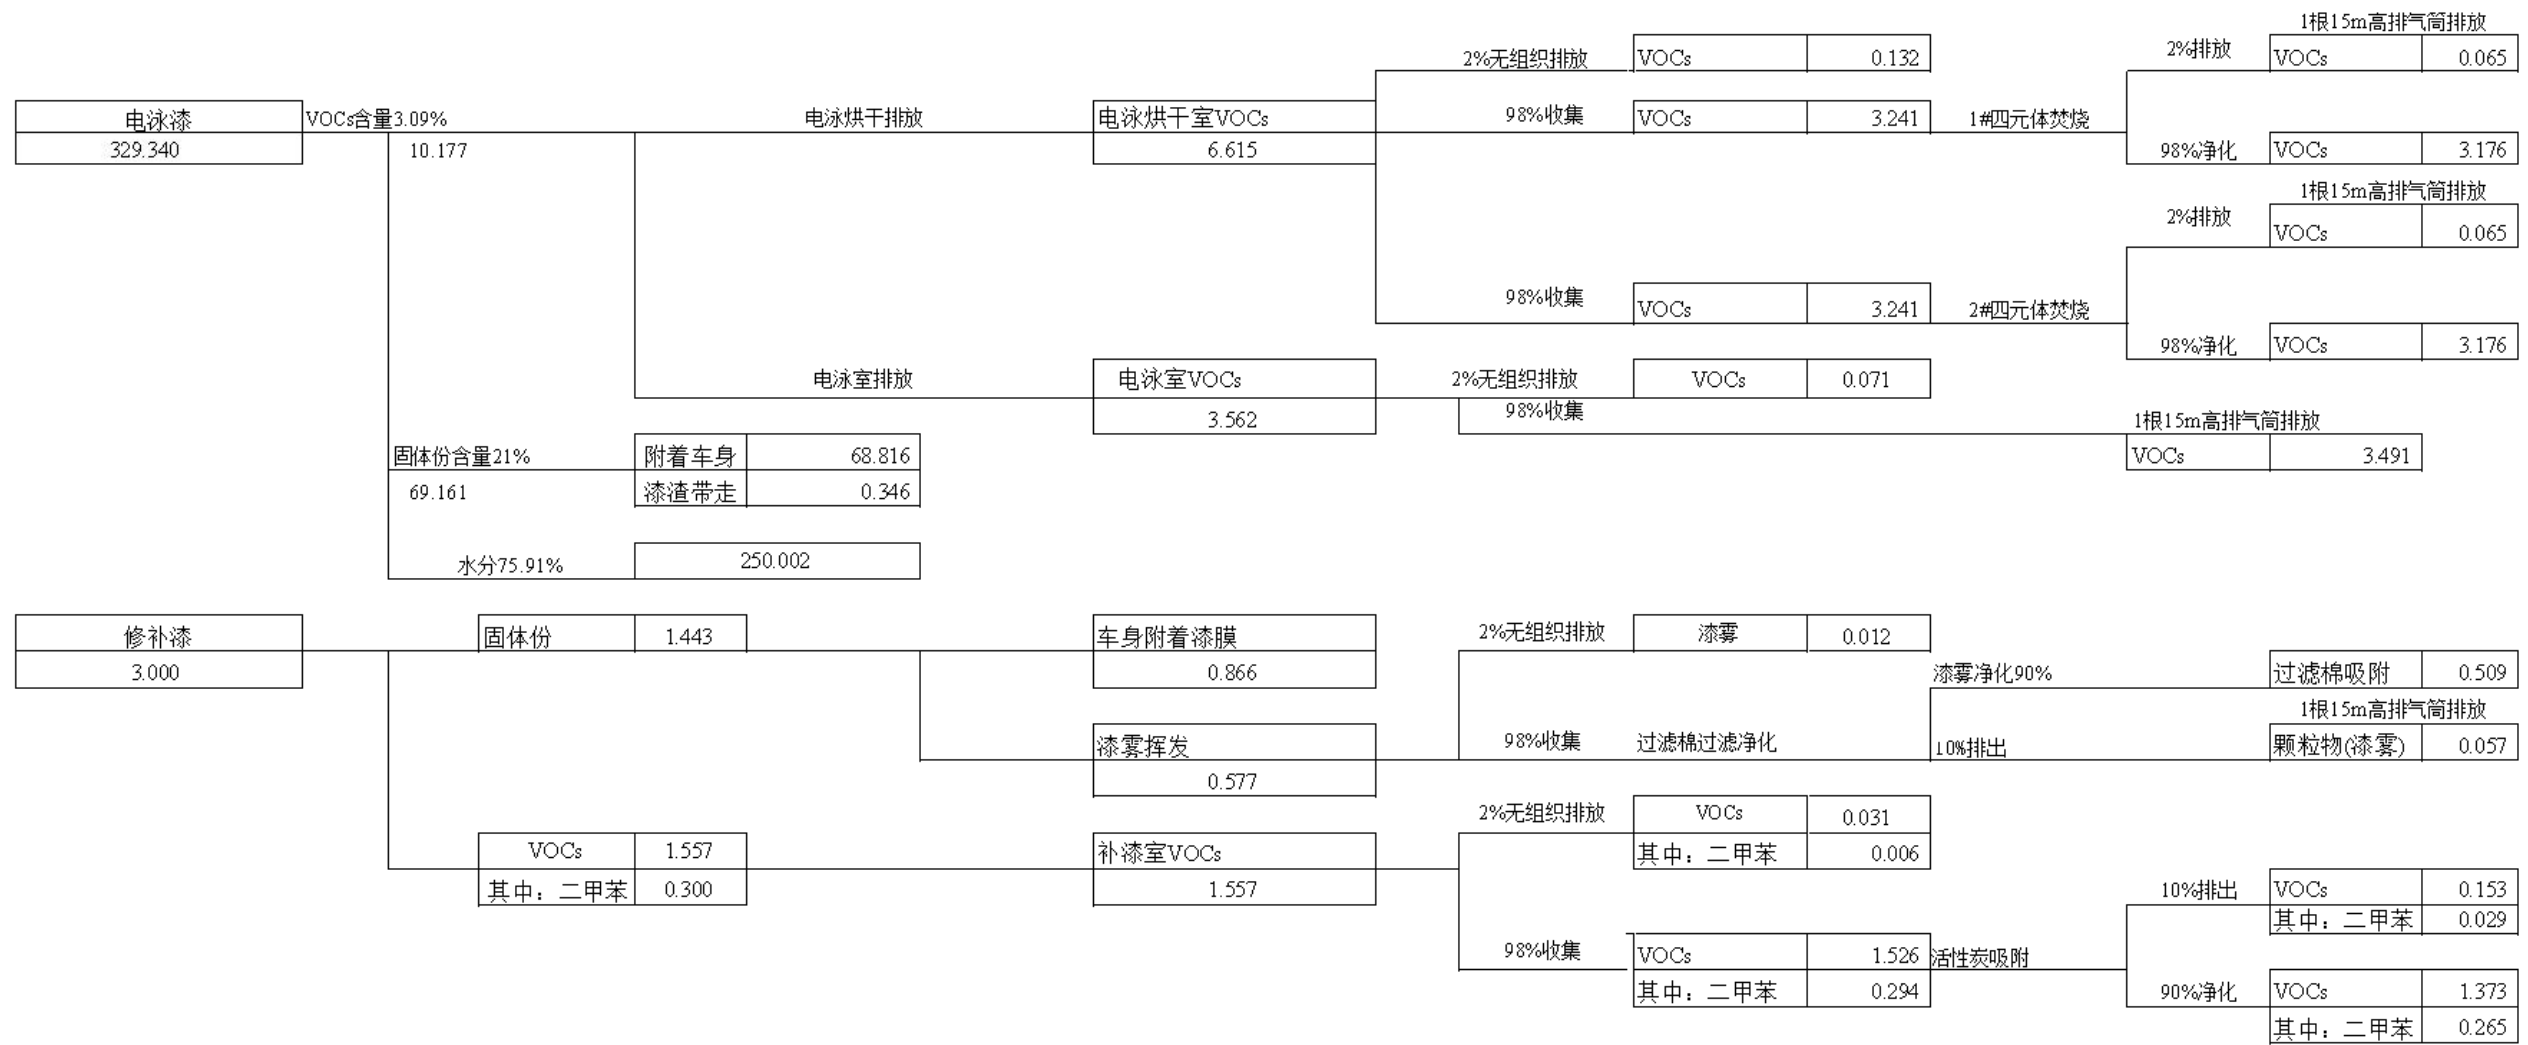 1根15m高排气筒排放
2%无组织排放 VOCs 0.132 2%排放 VOCs 0.065
电泳漆 VOCs含量3.09% 电泳烘干排放 电泳烘干室VOCs 98%收集 VOCs 3.241 1#四元体焚烧
329.340 10.177 6.615 98%净化 VOCs 3.176
1根15m高排气筒排放
2%排放 VOCs 0.065
98%收集 VOCs 3.241 2#四元体焚烧
98%净化 VOCs 3.176
电泳室排放 电泳室VOCs 2%无组织排放 VOCs 0.071
3.562 98%收集 1根15m高排气筒排放
固体份含量21% 附着车身 68.816 VOCs 3.491
69.161 漆渣带走 0.346
水分75.91% 250.002
修补漆 固体份 1.443 车身附着漆膜 2%无组织排放 漆雾 0.012
3.000 0.866 漆雾净化90% 过滤棉吸附 0.509
1根15m高排气筒排放
漆雾挥发 98%收集 过滤棉过滤净化 10%排出 颗粒物(漆雾) 0.057
0.577
2%无组织排放 VOCs 0.031
VOCs 1.557 补漆室VOCs 其中：二甲苯 0.006
其中：二甲苯 0.300 1.557 10%排出 VOCs 0.153
其中：二甲苯 0.029
98%收集 VOCs 1.526 活性炭吸附
其中：二甲苯 0.294 90%净化 VOCs 1.373
其中：二甲苯 0.265